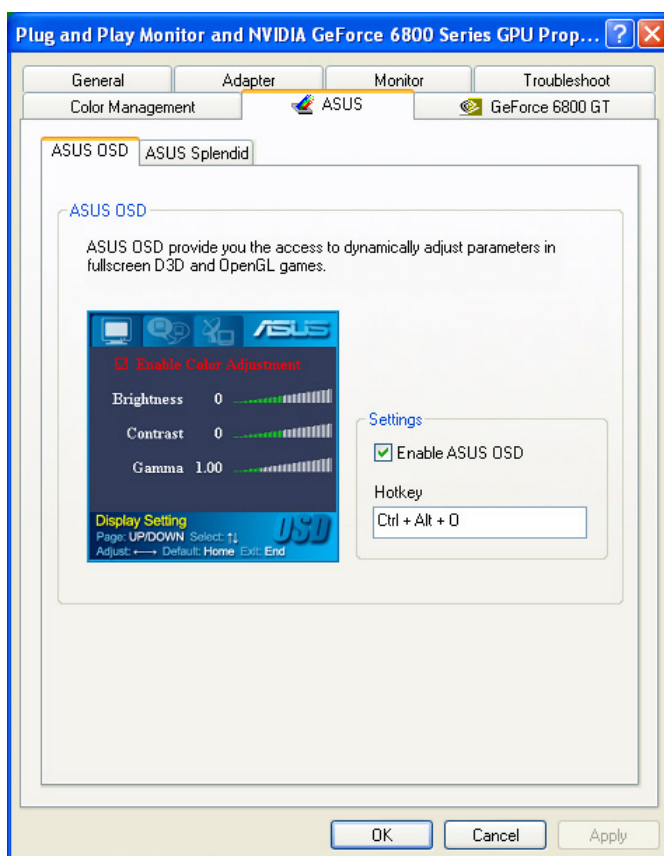 Plug and Play Monitor and NVIDIA GeForce 6800 Series GPU Prop...
General Adapter Monitor Troubleshoot
Color Management ASUS GeForce 6800 GT
ASUS OSD ASUS Splendid
ASUS OSD
ASUS OSD provide you the access to dynamically adjust parameters in
fullscreen D3D and OpenGL games.
ASUS
Enable Color Adjustment
Brightness 0
Contrast 0
Gamma 1.00
Display Setting
Page: UP/DOWN Select: ↑↓
Adjust: ←→ Default: Home Exit: End
OSD
Settings
Enable ASUS OSD
Hotkey
Ctrl + Alt + O
OK Cancel Apply